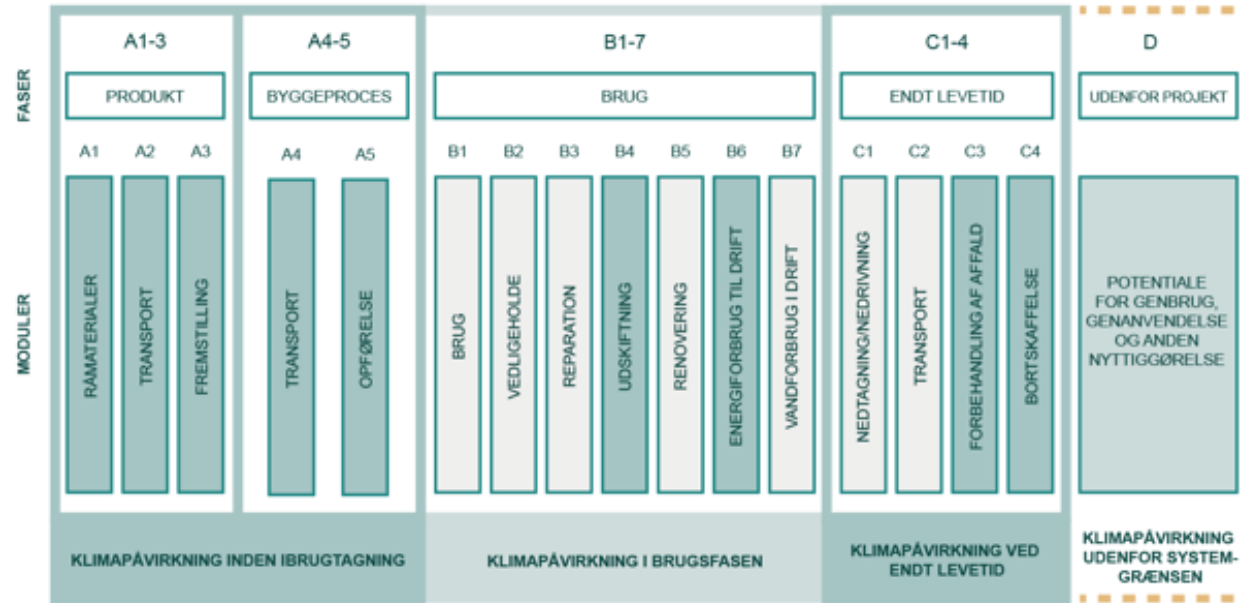 A1-3
A4-5
B1-7
C1-4
D
FASER
PRODUKT
BYGGEPROCES
BRUG
ENDT LEVETID
UDENFOR PROJEKT
A1
A2
A3
A4
A5
B1
B2
B3
B4
B5
B6
B7
C1
C2
C3
C4
MODULER
RÅMATERIALER
TRANSPORT
FREMSTILLING
TRANSPORT
OPFØRELSE
BRUG
VEDLIGEHOLDE
REPARATION
UDSKIFTNING
RENOVERING
ENERGIFORBRUG TIL DRIFT
VANDFORBRUG I DRIFT
NEDTAGNING/NEDRIVNING
TRANSPORT
FORBEHANDLING AF AFFALD
BORTSKAFFELSE
POTENTIALE
FOR GENBRUG,
GENANVENDELSE
OG ANDEN
NYTTIGGØRELSE
KLIMAPÅVIRKNING INDEN IBRUGTAGNING
KLIMAPÅVIRKNING I BRUGSFASEN
KLIMAPÅVIRKNING VED
ENDT LEVETID
KLIMAPÅVIRKNING
UDENFOR SYSTEM-
GRÆNSEN